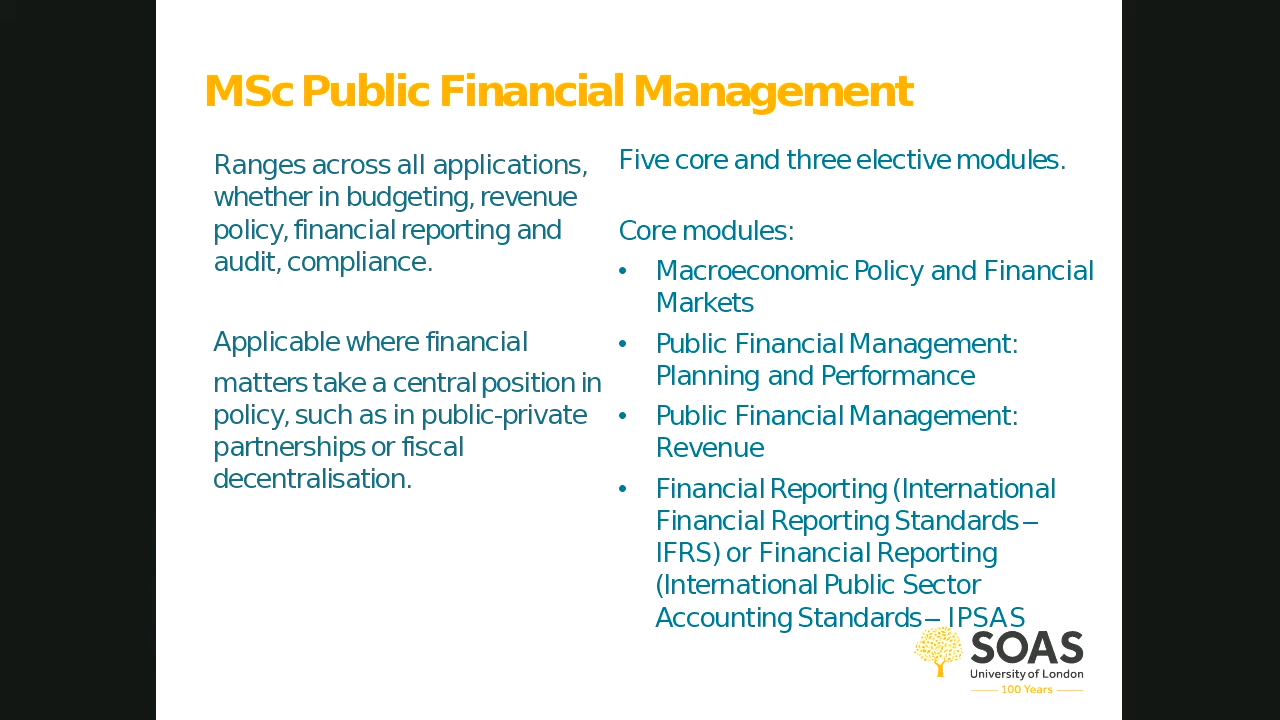 MSc Public Financial Management
Ranges across all applications,
whether in budgeting, revenue
policy, financial reporting and
audit, compliance.
Applicable where financial
matters take a central position in
policy, such as in public-private
partnerships or fiscal
decentralisation.
Five core and three elective modules.
Core modules:
• Macroeconomic Policy and Financial
Markets
• Public Financial Management:
Planning and Performance
• Public Financial Management:
Revenue
• Financial Reporting (International
Financial Reporting Standards –
IFRS) or Financial Reporting
(International Public Sector
Accounting Standards – IPSAS
SOAS
University of London
100 Years